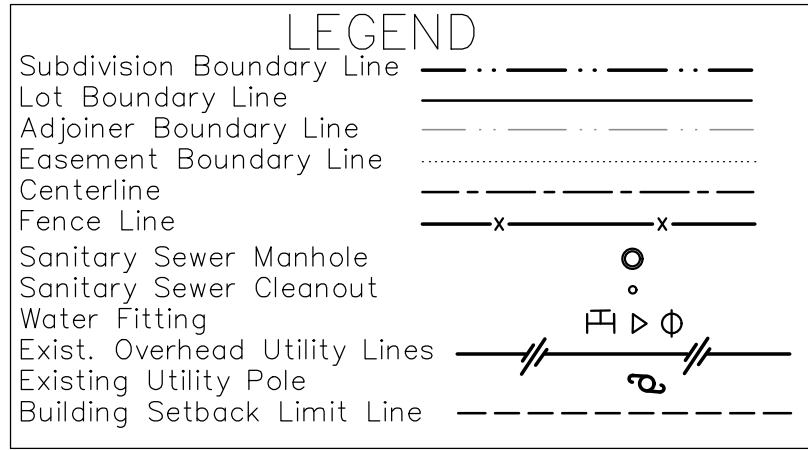 LEGEND
Subdivision Boundary Line
Lot Boundary Line
Adjoiner Boundary Line
Easement Boundary Line
Centerline
Fence Line
Sanitary Sewer Manhole
Sanitary Sewer Cleanout
Water Fitting
Exist. Overhead Utility Lines
Existing Utility Pole
Building Setback Limit Line